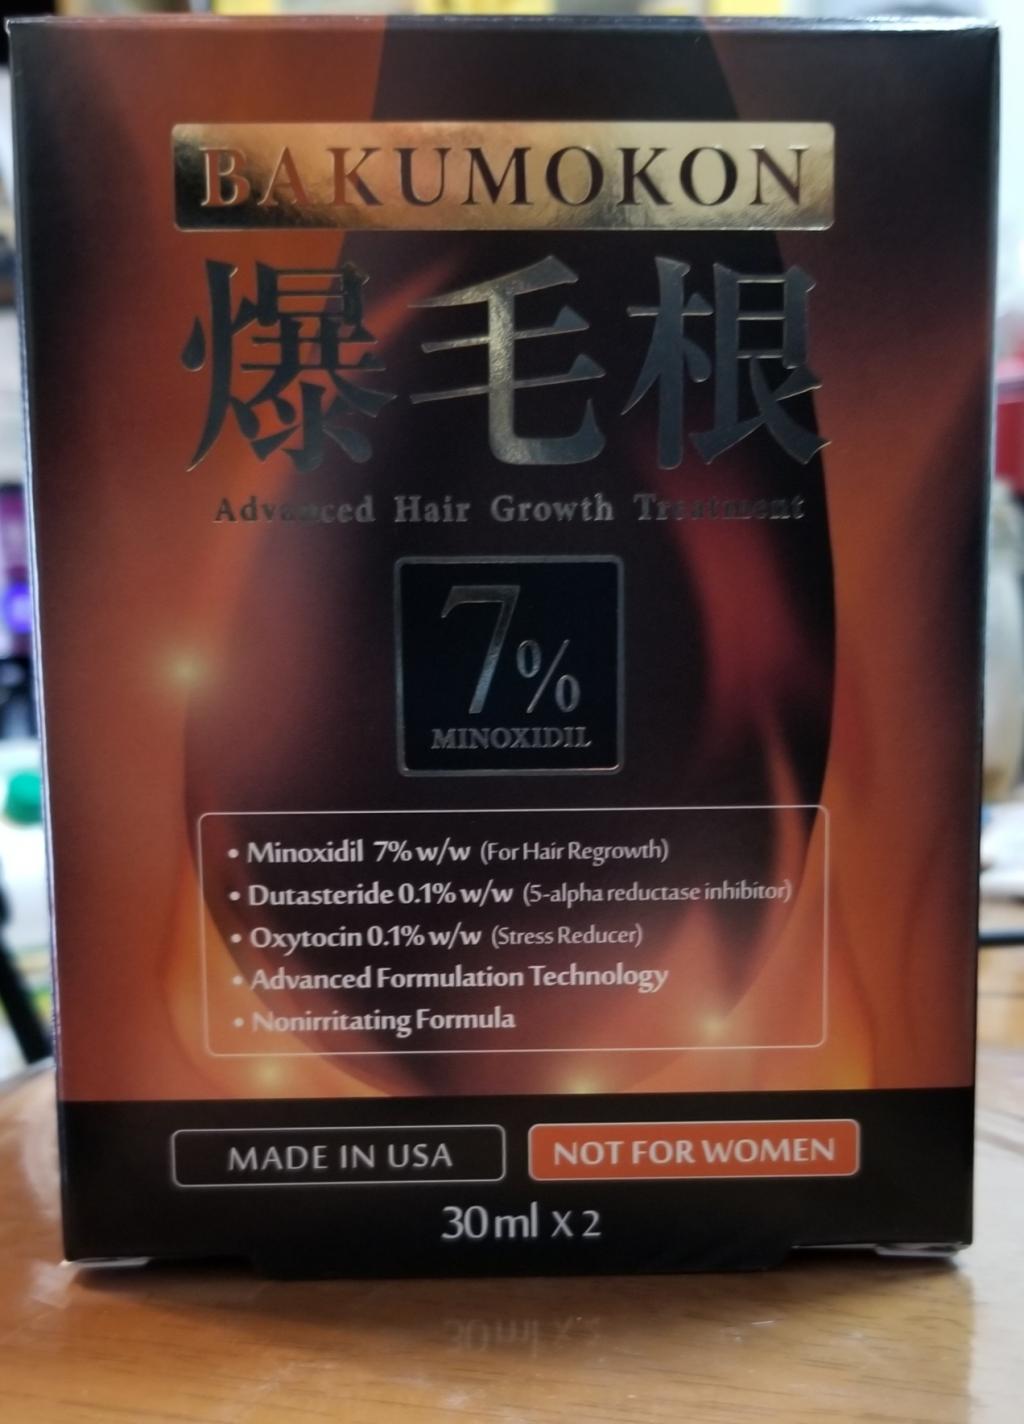 BAKUMOKON
爆毛根
Advanced Hair Growth Treatment
7%
MINOXIDIL
• Minoxidil 7% w/w (For Hair Regrowth)
• Dutasteride 0.1% w/w (5-alpha reductase inhibitor)
• Oxytocin 0.1% w/w (Stress Reducer)
• Advanced Formulation Technology
• Nonirritating Formula
MADE IN USA
NOT FOR WOMEN
30ml X 2